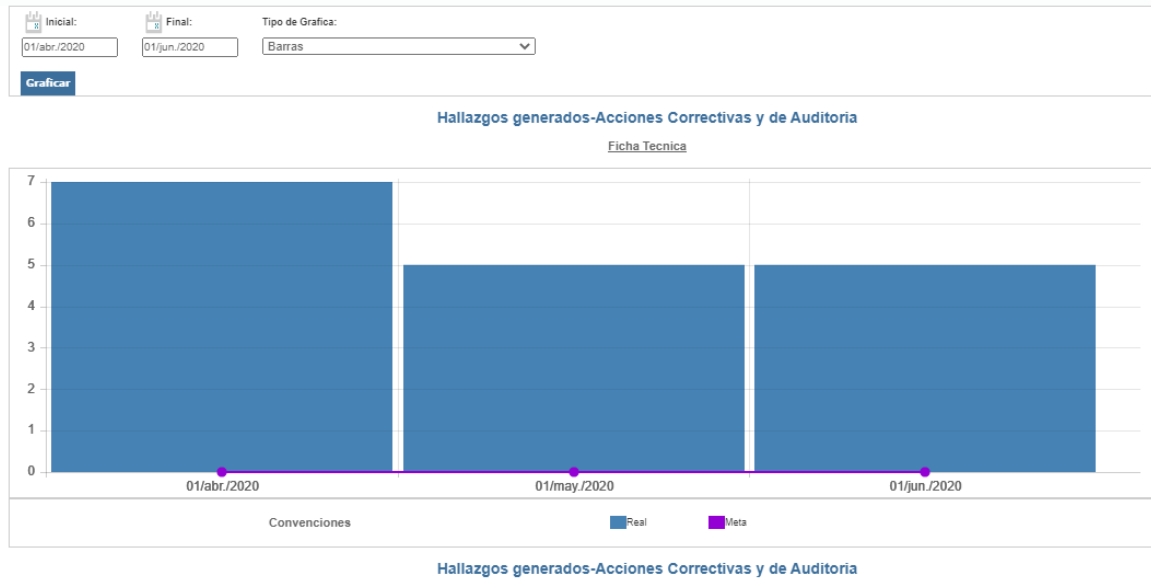 Inicial: Final: Tipo de Grafica:
01/abr./2020 01/jun./2020 Barras
Graficar
Hallazgos generados-Acciones Correctivas y de Auditoria
Ficha Tecnica
7
6
5
4
3
2
1
0
01/abr./2020 01/may./2020 01/jun./2020
Convenciones Real Meta
Hallazgos generados-Acciones Correctivas y de Auditoria